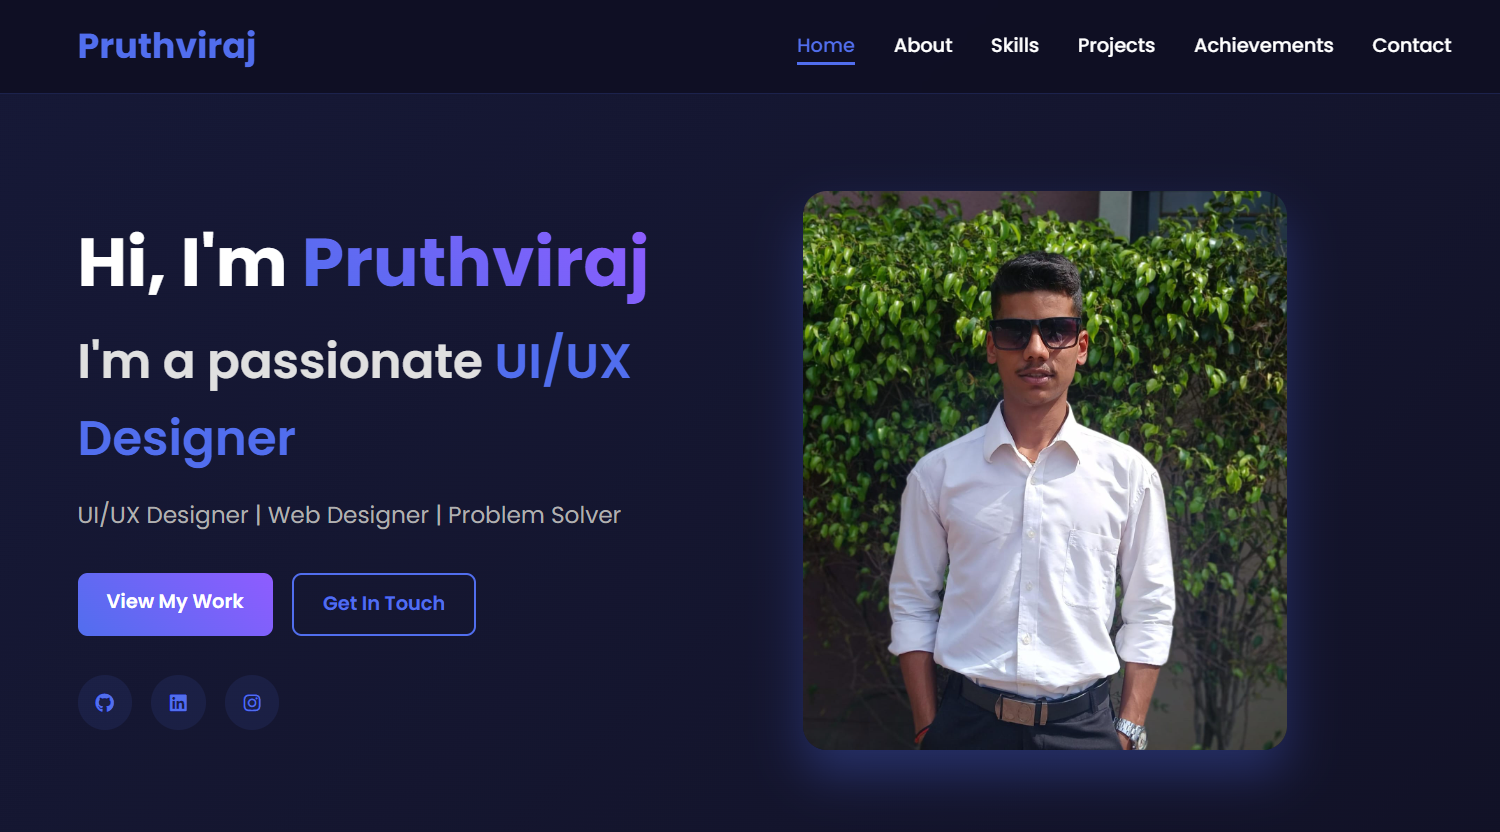 Pruthviraj
Home About Skills Projects Achievements Contact
Hi, I'm Pruthviraj
I'm a passionate UI/UX
Designer
UI/UX Designer | Web Designer | Problem Solver
View My Work
Get In Touch